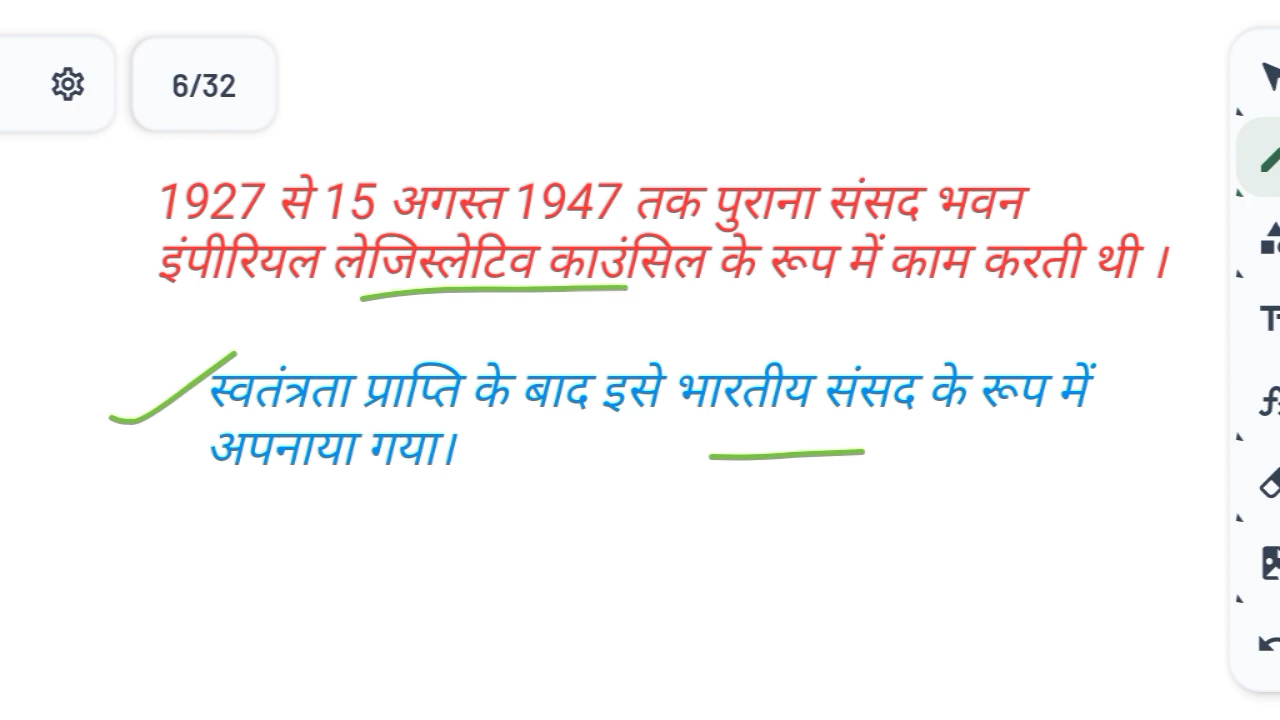 6/32
1927 से 15 अगस्त 1947 तक पुराना संसद भवन
इंपीरियल लेजिस्लेटिव काउंसिल के रूप में काम करती थी ।
स्वतंत्रता प्राप्ति के बाद इसे भारतीय संसद के रूप में
अपनाया गया।